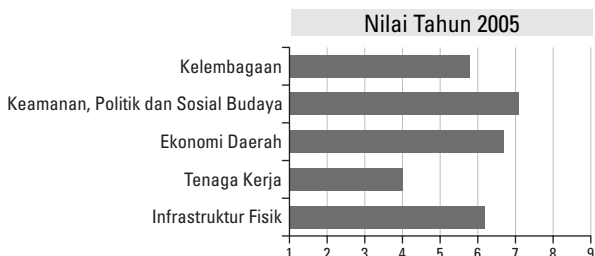 Nilai Tahun 2005
Kelembagaan
Keamanan, Politik dan Sosial Budaya
Ekonomi Daerah
Tenaga Kerja
Infrastruktur Fisik
1 2 3 4 5 6 7 8 9